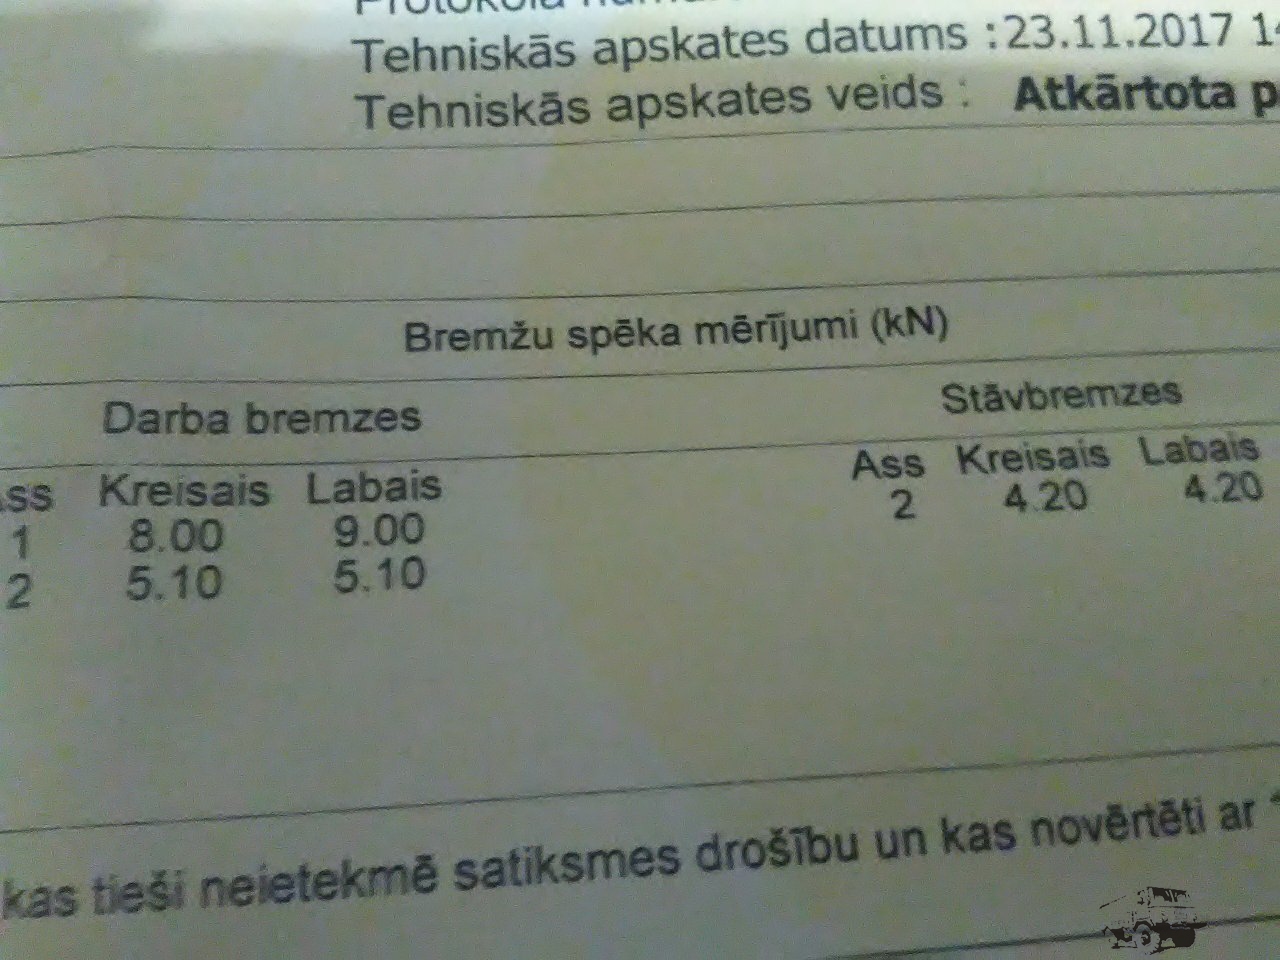 Tehniskās apskates datums :23.11.2017
Tehniskās apskates veids : Atkārtota
Bremžu spēka mērījumi (kN)
Darba bremzes Stāvbremzes
Kreisais Labais Ass Kreisais Labais
1 8.00 9.00 2 4.20 4.20
2 5.10 5.10
kas tieši neietekmē satiksmes drošību un kas novērtēti ar